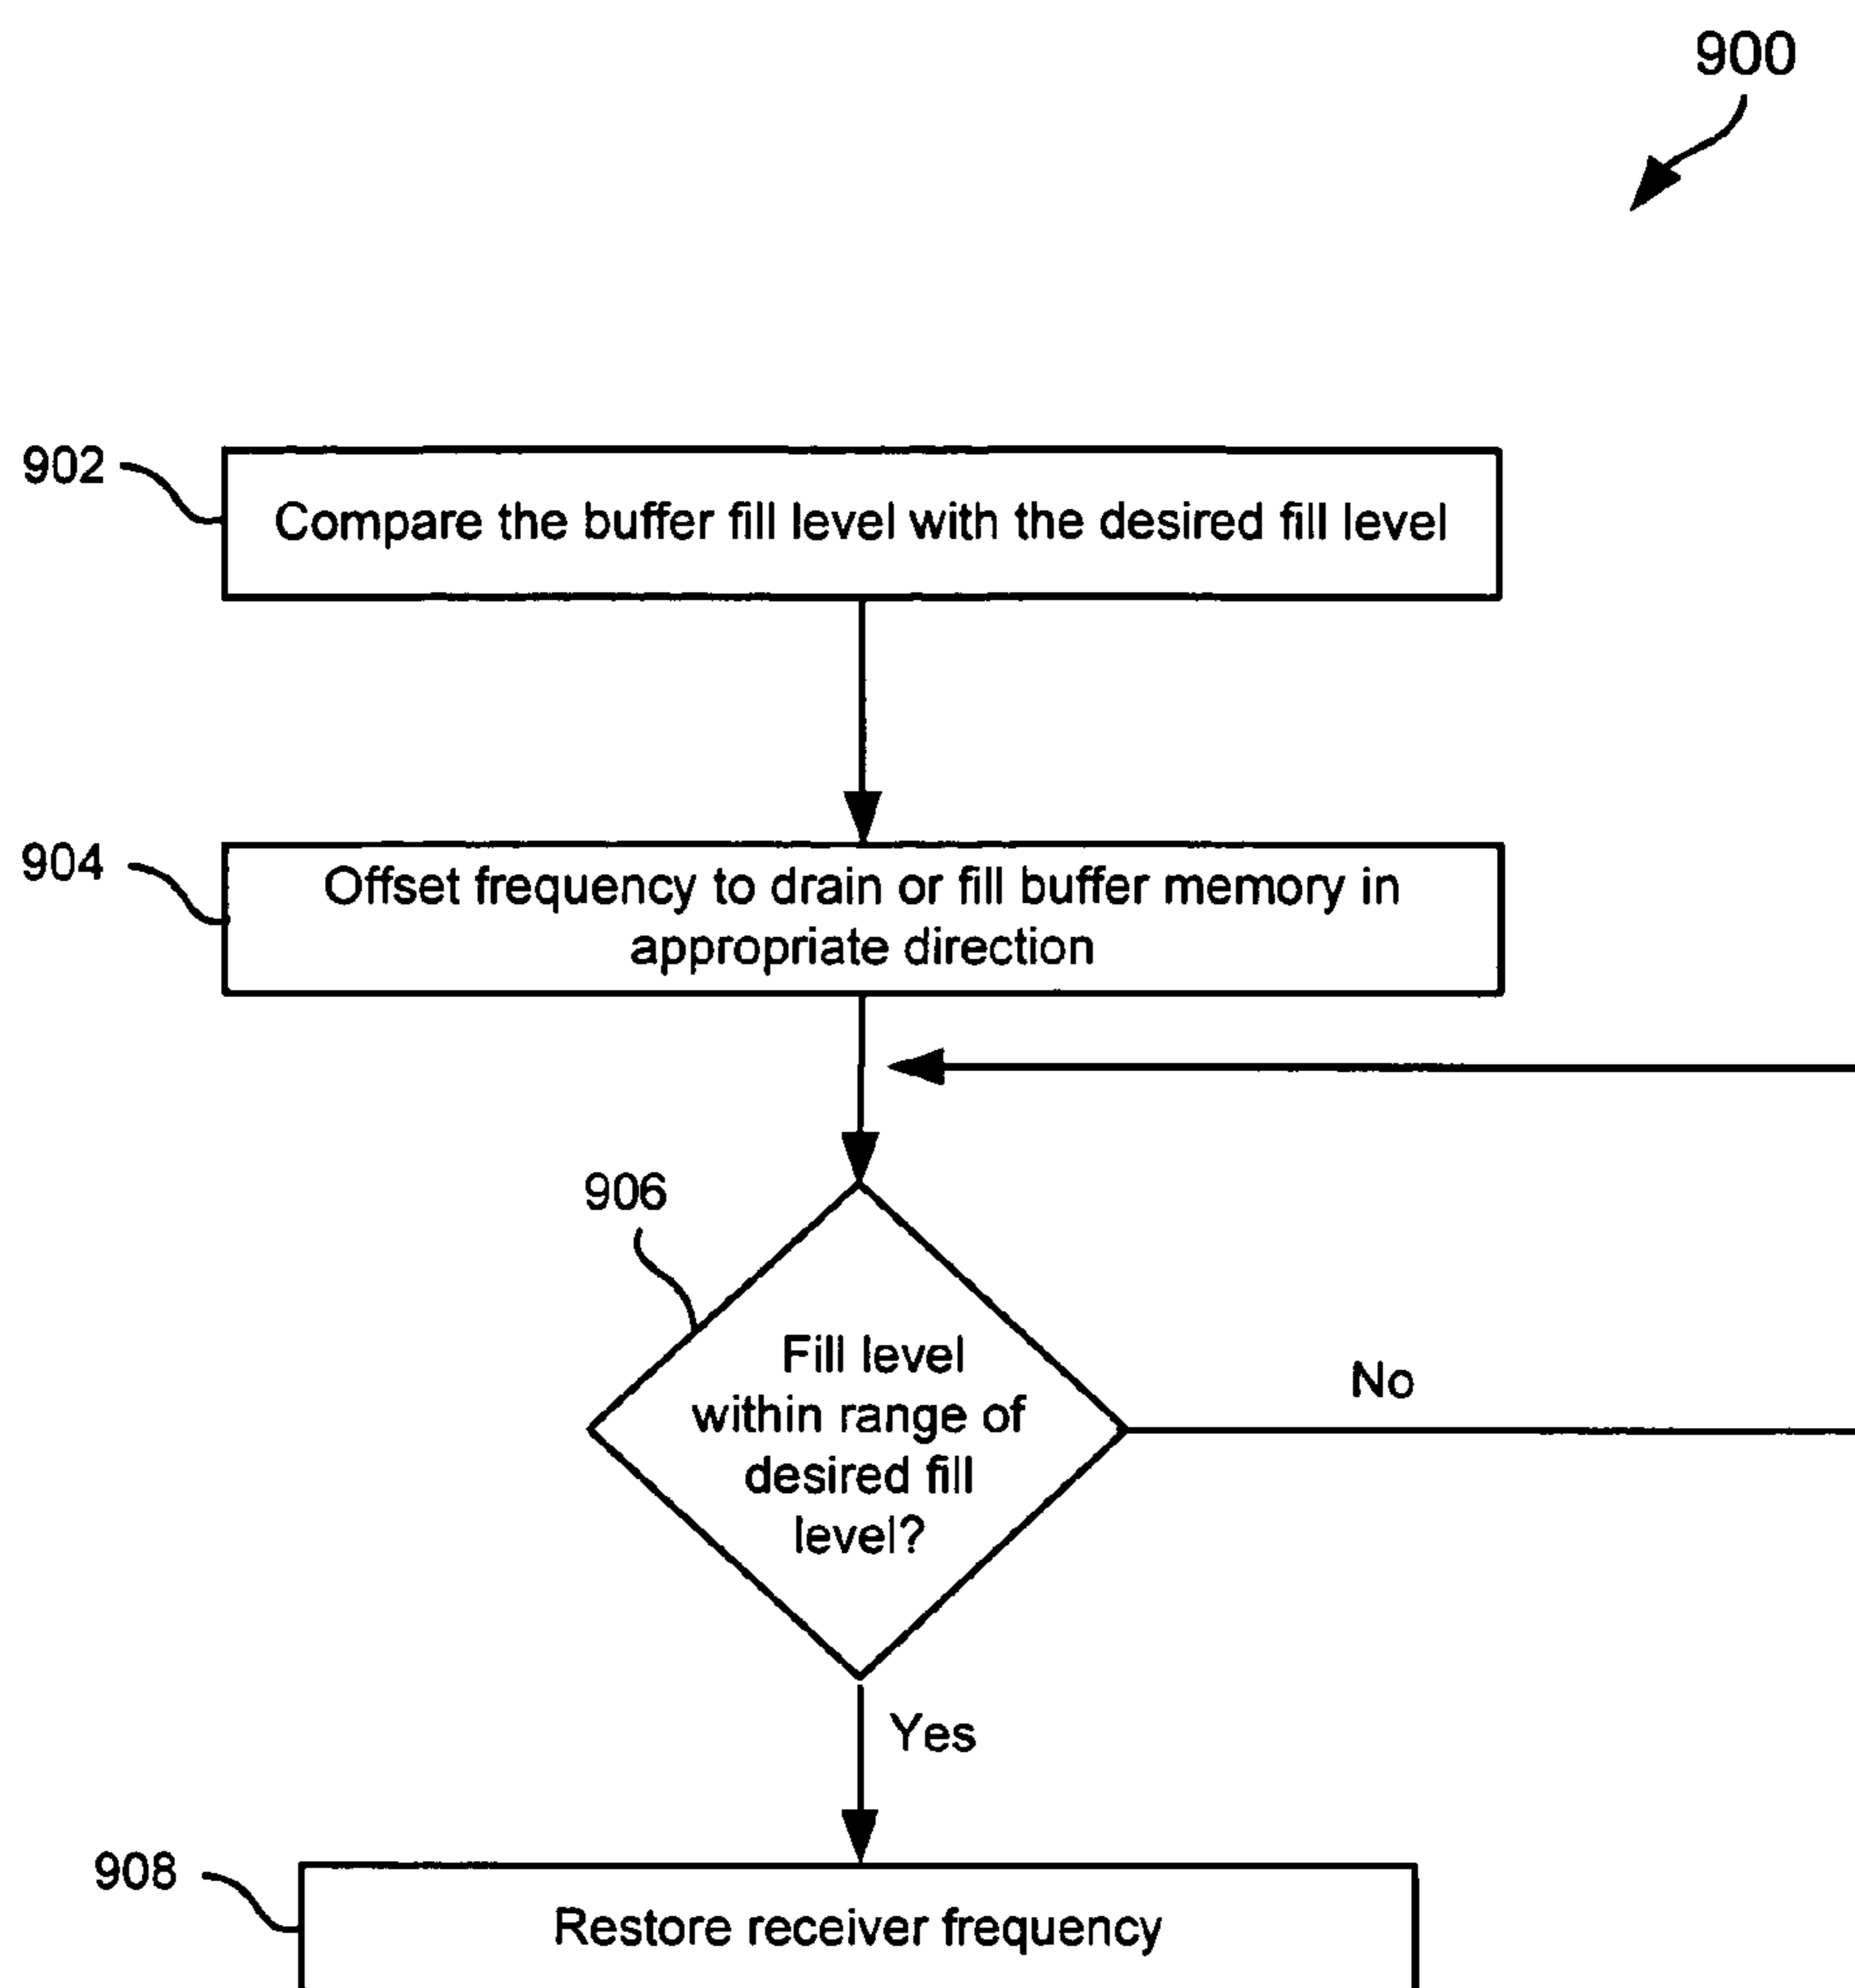 900
902
Compare the buffer fill level with the desired fill level
904
Offset frequency to drain or fill buffer memory in
appropriate direction
906
Fill level
within range of
desired fill
level?
No
Yes
908
Restore receiver frequency